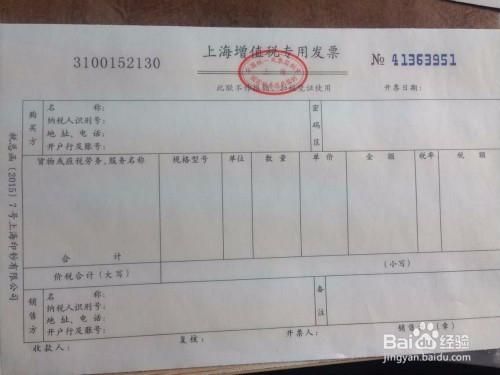 上海增值税专用发票
3100152130
№ 41363951
此联不作报销、扣税凭证使用
开票日期:
购买方
名 称:
纳税人识别号:
地 址、电 话:
开户行及账号:
密码区
货物或应税劳务、服务名称 规格型号 单位 数 量 单 价 金 额 税率 税 额
合 计
价税合计(大写) (小写)
销售方
名 称:
纳税人识别号:
地 址、电 话:
开户行及账号:
备注
收款人: 复核: 开票人: 销售方:(章)
税总函〔2015〕7号上海印钞有限公司
Baidu经验
jingyan.baidu.com